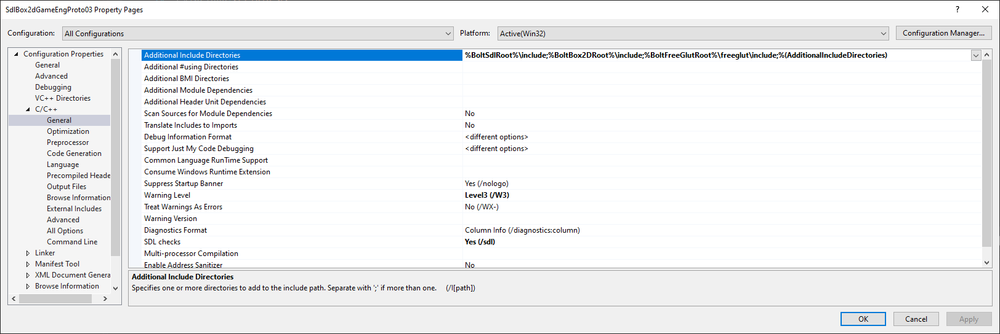 SdlBox2dGameEngProto03 Property Pages
?
Configuration:
All Configurations
Platform:
Active(Win32)
Configuration Manager...
Configuration Properties
General
Advanced
Debugging
VC++ Directories
C/C++
General
Optimization
Preprocessor
Code Generation
Language
Precompiled Heade
Output Files
Browse Information
External Includes
Advanced
All Options
Command Line
Linker
Manifest Tool
XML Document Genera
Browse Information
Additional Include Directories %BoltSdlRoot%\include;%BoltBox2DRoot%\include;%BoltFreeGlutRoot%\freeglut\include;%(AdditionalIncludeDirectories)
Additional #using Directories
Additional BMI Directories
Additional Module Dependencies
Additional Header Unit Dependencies
Scan Sources for Module Dependencies No
Translate Includes to Imports No
Debug Information Format <different options>
Support Just My Code Debugging <different options>
Common Language RunTime Support
Consume Windows Runtime Extension
Suppress Startup Banner Yes (/nologo)
Warning Level Level3 (/W3)
Treat Warnings As Errors No (/WX-)
Warning Version
Diagnostics Format Column Info (/diagnostics:column)
SDL checks Yes (/sdl)
Multi-processor Compilation
Enable Address Sanitizer No
Additional Include Directories
Specifies one or more directories to add to the include path. Separate with ';' if more than one. (/I[path])
OK
Cancel
Apply